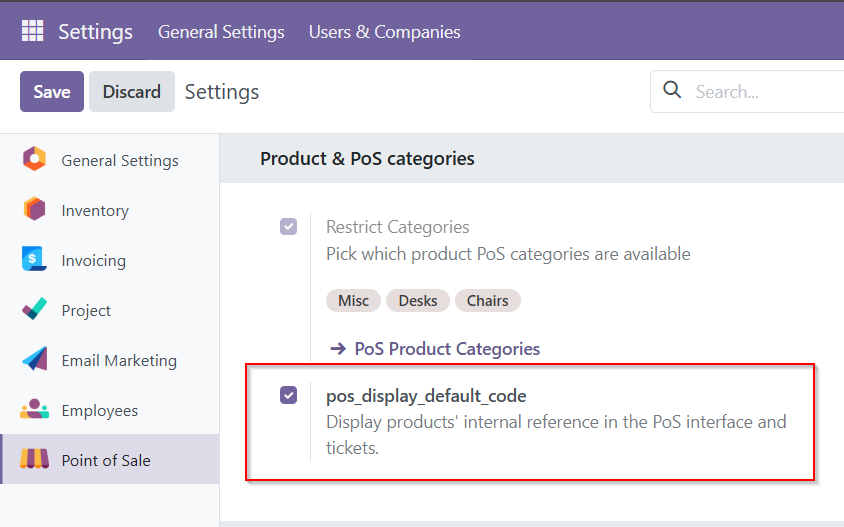 Settings General Settings Users & Companies
Save Discard Settings Search...
General Settings
Inventory
Invoicing
Project
Email Marketing
Employees
Point of Sale
Product & PoS categories
Restrict Categories
Pick which product PoS categories are available
Misc Desks Chairs
PoS Product Categories
pos_display_default_code
Display products' internal reference in the PoS interface and
tickets.